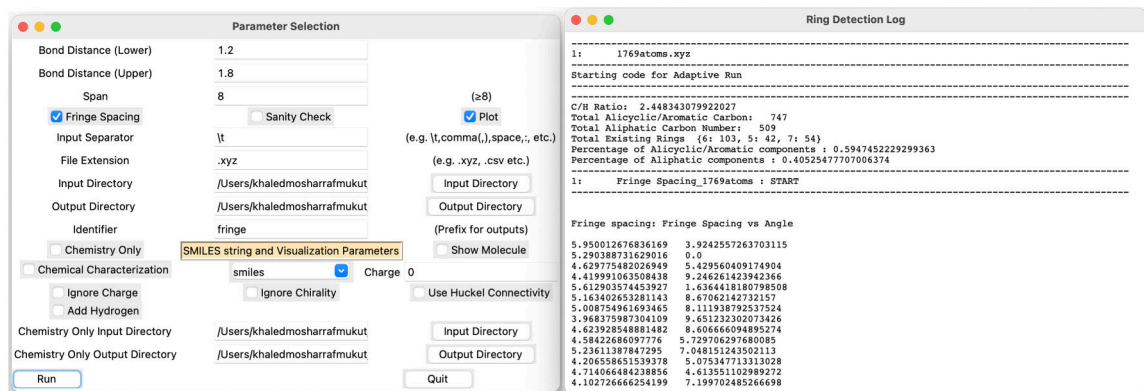 Parameter Selection
Bond Distance (Lower) 1.2
Bond Distance (Upper) 1.8
Span 8 (≥8)
Fringe Spacing Sanity Check Plot
Input Separator \t (e.g. \t,comma(,),space,:, etc.)
File Extension .xyz (e.g. .xyz, .csv etc.)
Input Directory /Users/khaledmosharrafmukut Input Directory
Output Directory /Users/khaledmosharrafmukut Output Directory
Identifier fringe (Prefix for outputs)
Chemistry Only SMILES string and Visualization Parameters Show Molecule
Chemical Characterization smiles Charge 0
Ignore Charge Ignore Chirality Use Huckel Connectivity
Add Hydrogen
Chemistry Only Input Directory /Users/khaledmosharrafmukut Input Directory
Chemistry Only Output Directory /Users/khaledmosharrafmukut Output Directory
Run Quit
Ring Detection Log
1: 1769atoms.xyz
Starting code for Adaptive Run
C/H Ratio: 2.448343079922027
Total Alicyclic/Aromatic Carbon: 747
Total Aliphatic Carbon Number: 509
Total Existing Rings {6: 103, 5: 42, 7: 54}
Percentage of Alicyclic/Aromatic components : 0.5947452229299363
Percentage of Aliphatic components : 0.40525477707006374
1: Fringe Spacing_1769atoms : START
Fringe spacing: Fringe Spacing vs Angle
5.950012676836169 3.9242557263703115
5.290388731629016 0.0
4.629775482026949 5.429560409174904
4.419991063508438 9.246261423942366
5.612903574453927 1.6364418180798508
5.163402653281143 8.67062142732157
5.008754961693465 8.111938792537524
3.968375987304109 9.651232302073426
4.623928548881482 8.606666094895274
4.58422686097776 5.729706297680085
5.23611387847295 7.048151243502113
4.206558651539378 5.075347713313028
4.714066484238856 4.613551102989272
4.102726666254199 7.199702485266698